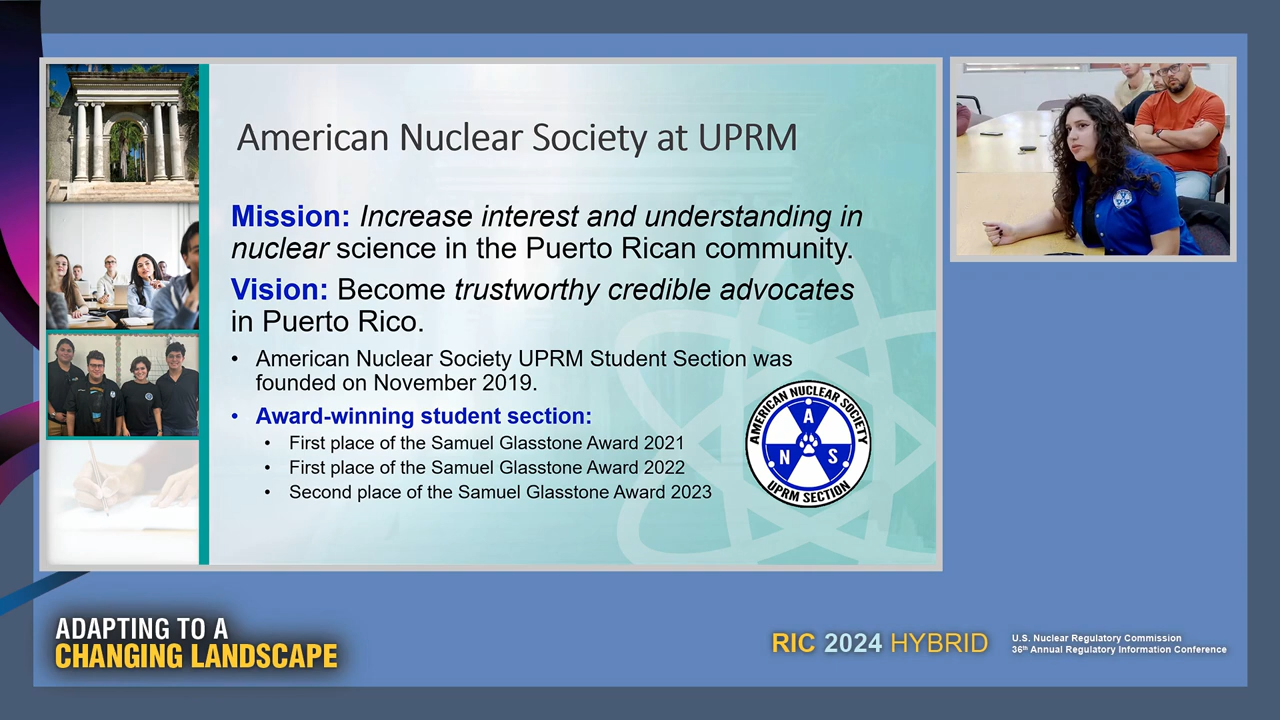 American Nuclear Society at UPRM
Mission: Increase interest and understanding in
nuclear science in the Puerto Rican community.
Vision: Become trustworthy credible advocates
in Puerto Rico.
• American Nuclear Society UPRM Student Section was
founded on November 2019.
• Award-winning student section:
• First place of the Samuel Glasstone Award 2021
• First place of the Samuel Glasstone Award 2022
• Second place of the Samuel Glasstone Award 2023
AMERICAN NUCLEAR SOCIETY
A
N S
UPRM SECTION
ADAPTING TO A
CHANGING LANDSCAPE
RIC 2024 HYBRID
U.S. Nuclear Regulatory Commission
36th Annual Regulatory Information Conference